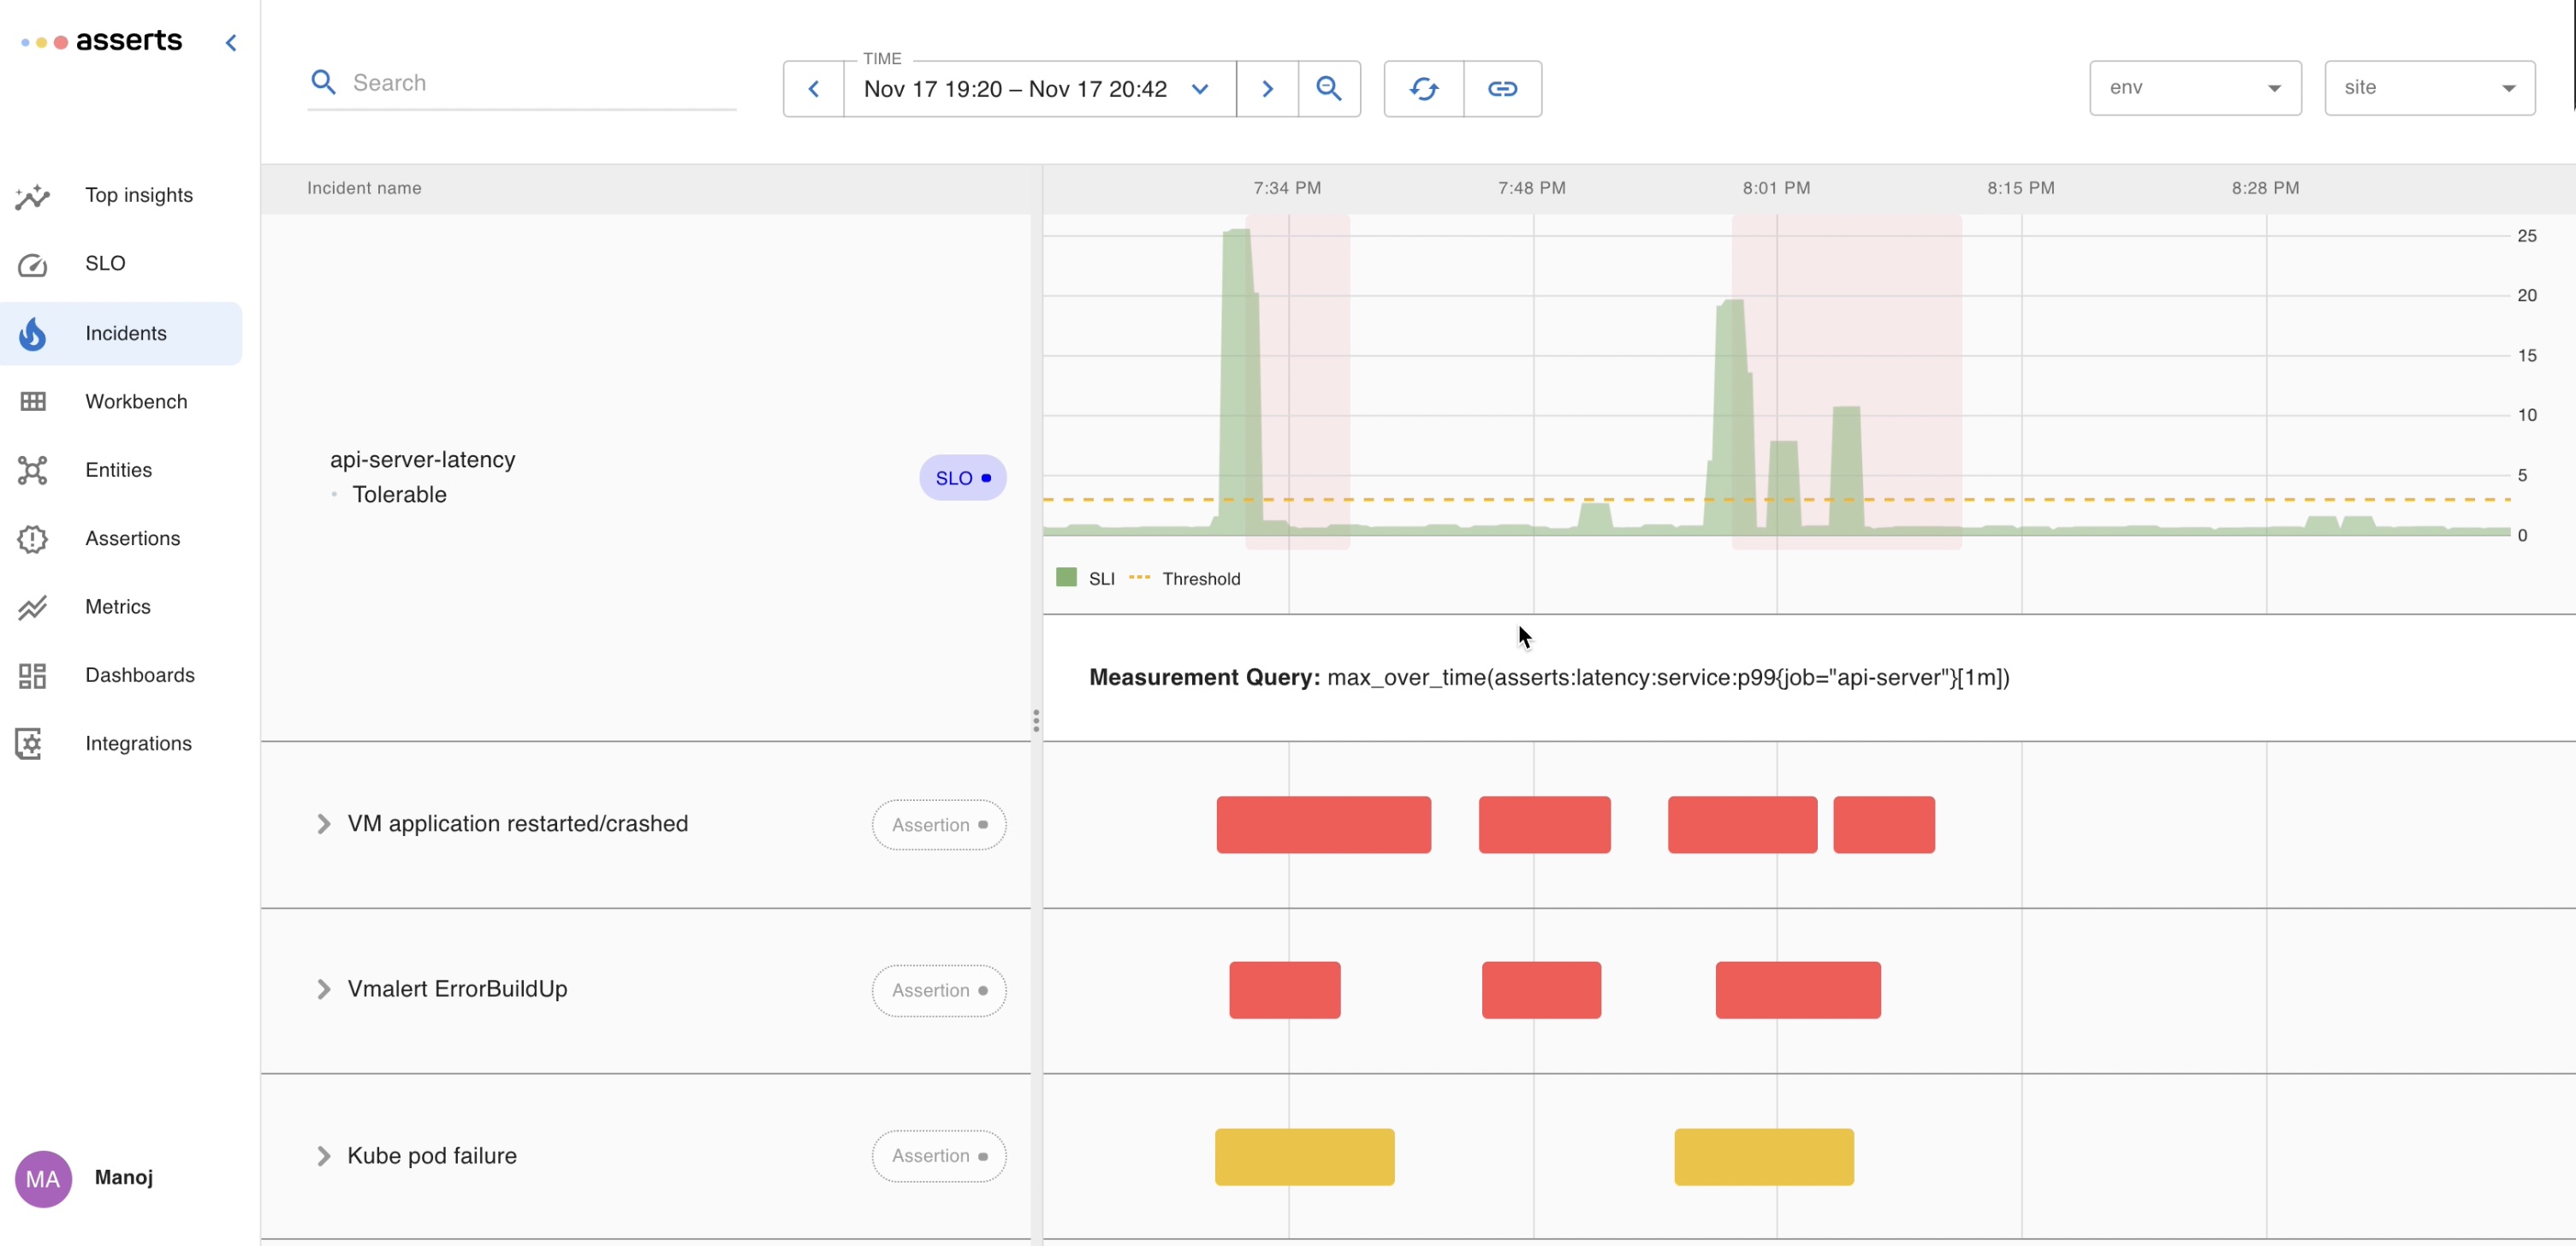 asserts
Search
TIME
Nov 17 19:20 – Nov 17 20:42
env
site
Top insights
SLO
Incidents
Workbench
Entities
Assertions
Metrics
Dashboards
Integrations
MA
Manoj
Incident name
7:34 PM
7:48 PM
8:01 PM
8:15 PM
8:28 PM
api-server-latency
Tolerable
SLO
25
20
15
10
5
0
SLI
Threshold
Measurement Query: max_over_time(asserts:latency:service:p99{job="api-server"}[1m])
VM application restarted/crashed
Assertion
Vmalert ErrorBuildUp
Assertion
Kube pod failure
Assertion